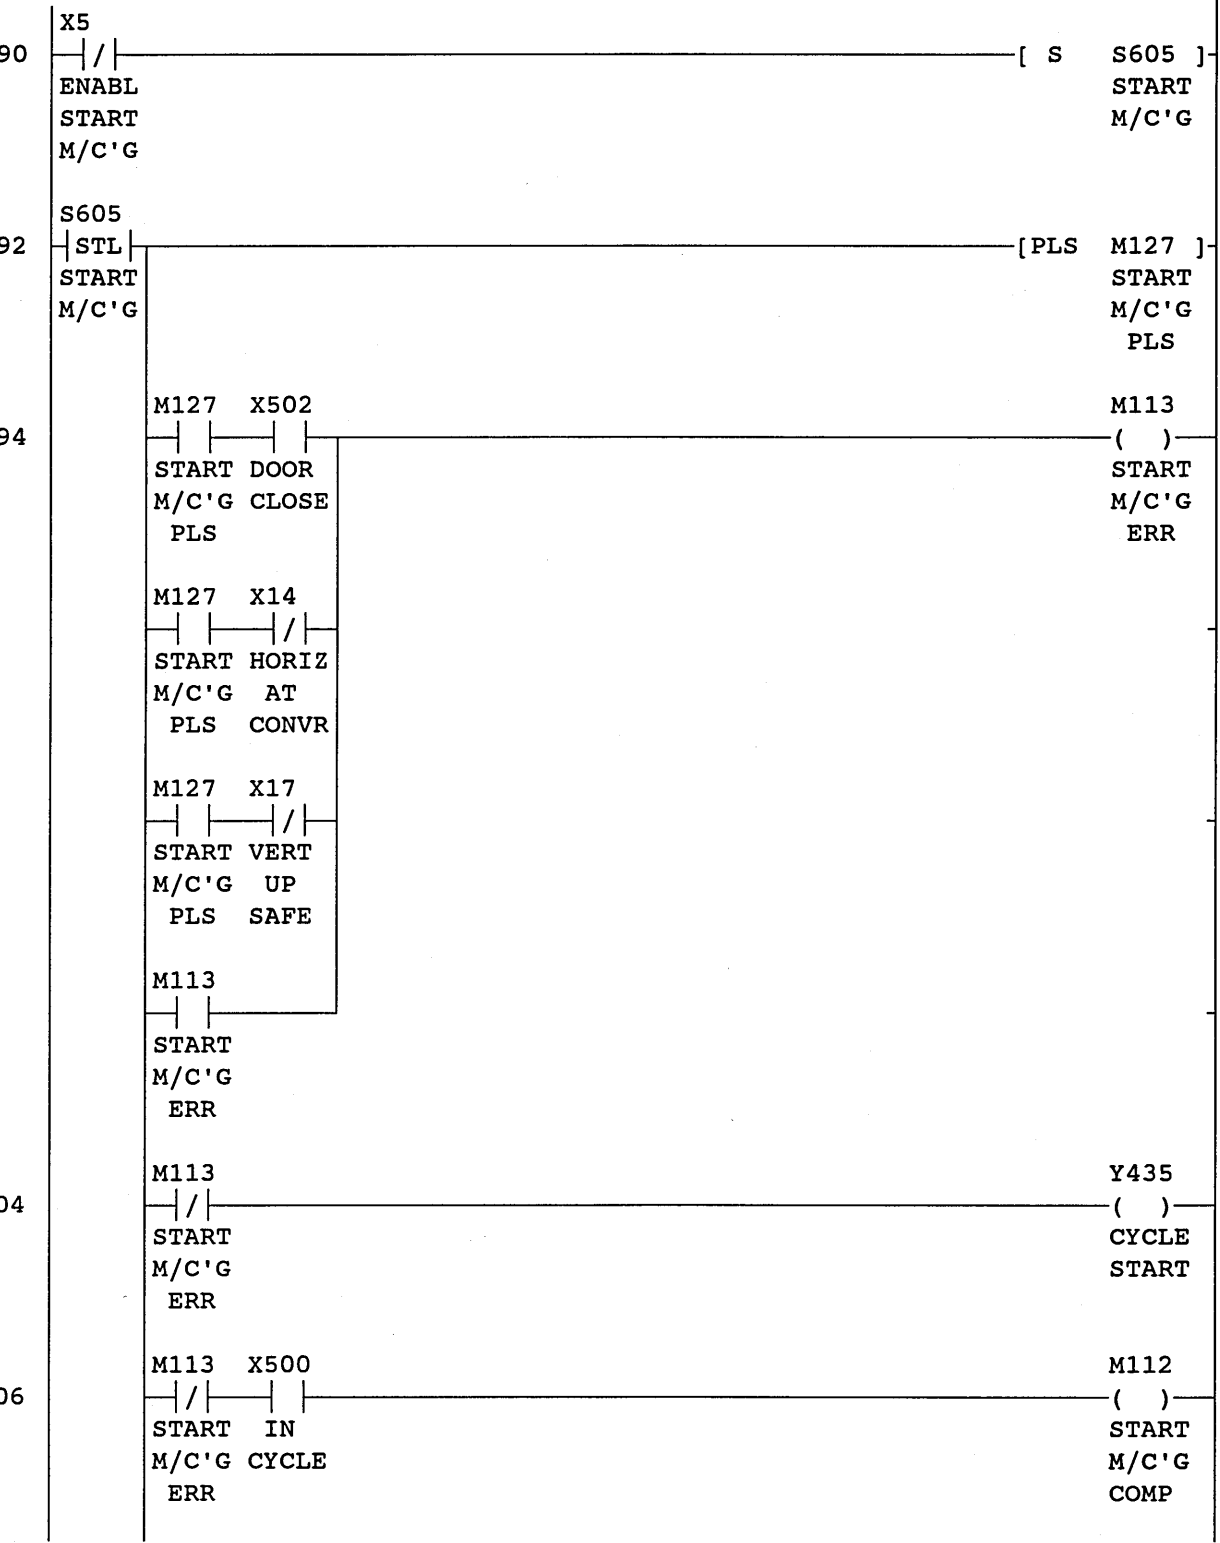 X5
90 [ S S605 ]
ENABL START
START M/C'G
M/C'G
S605
92 STL [PLS M127 ]
START START
M/C'G M/C'G
PLS
M127 X502 M113
94 ( )
START DOOR START
M/C'G CLOSE M/C'G
PLS ERR
M127 X14
/
START HORIZ
M/C'G AT
PLS CONVR
M127 X17
/
START VERT
M/C'G UP
PLS SAFE
M113
START
M/C'G
ERR
M113 Y435
04 / ( )
START CYCLE
M/C'G START
ERR
M113 X500 M112
06 / ( )
START IN START
M/C'G CYCLE M/C'G
ERR COMP